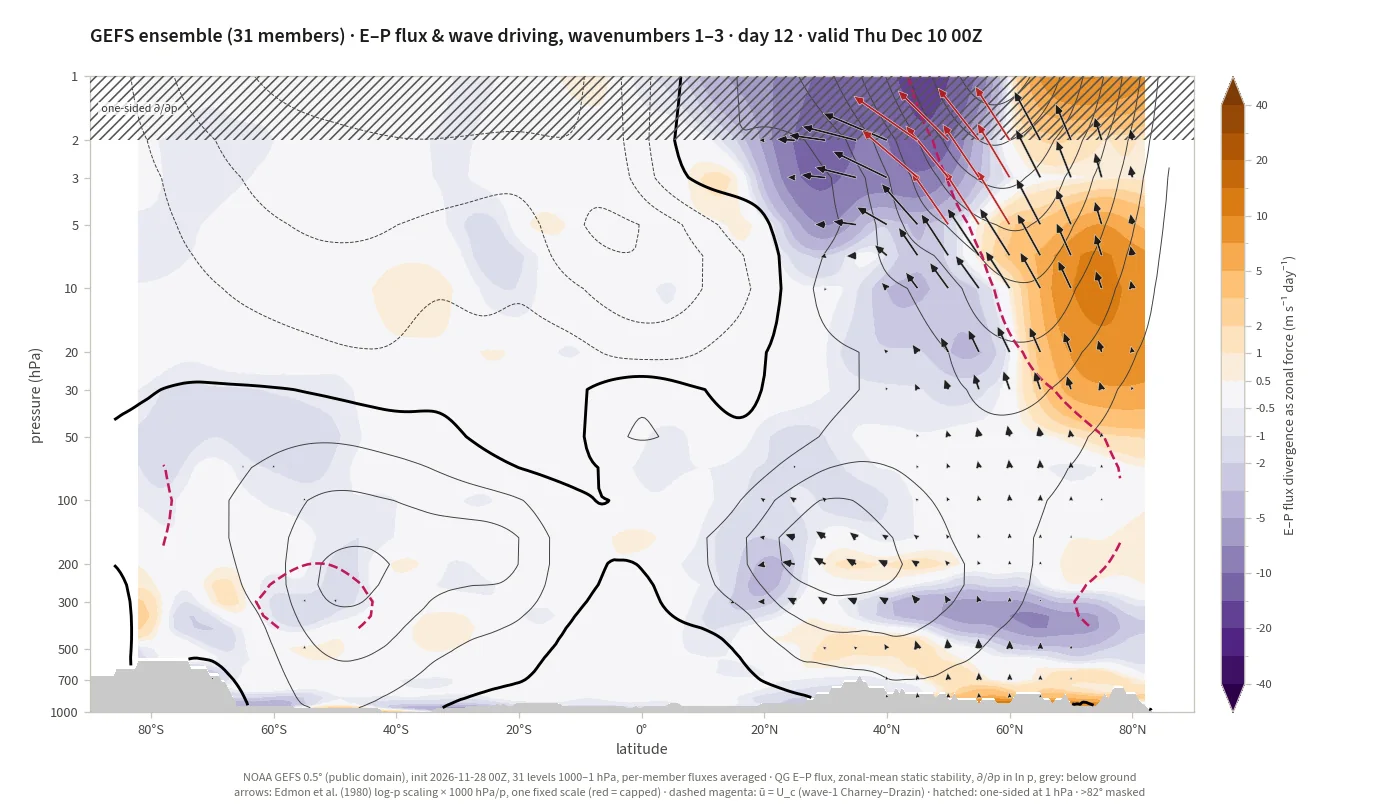 GEFS ensemble (31 members) · E–P flux & wave driving, wavenumbers 1–3 · day 12 · valid Thu Dec 10 00Z
one-sided ∂/∂p
pressure (hPa)
1
2
3
5
10
20
30
50
100
200
300
500
700
1000
80°S
60°S
40°S
20°S
0°
20°N
40°N
60°N
80°N
latitude
40
20
10
5
2
1
0.5
-0.5
-1
-2
-5
-10
-20
-40
E–P flux divergence as zonal force (m s⁻¹ day⁻¹)
NOAA GEFS 0.5° (public domain), init 2026-11-28 00Z, 31 levels 1000–1 hPa, per-member fluxes averaged · QG E–P flux, zonal-mean static stability, ∂/∂p in ln p, grey: below ground
arrows: Edmon et al. (1980) log-p scaling × 1000 hPa/p, one fixed scale (red = capped) · dashed magenta: ū = U_c (wave-1 Charney–Drazin) · hatched: one-sided at 1 hPa · >82° masked